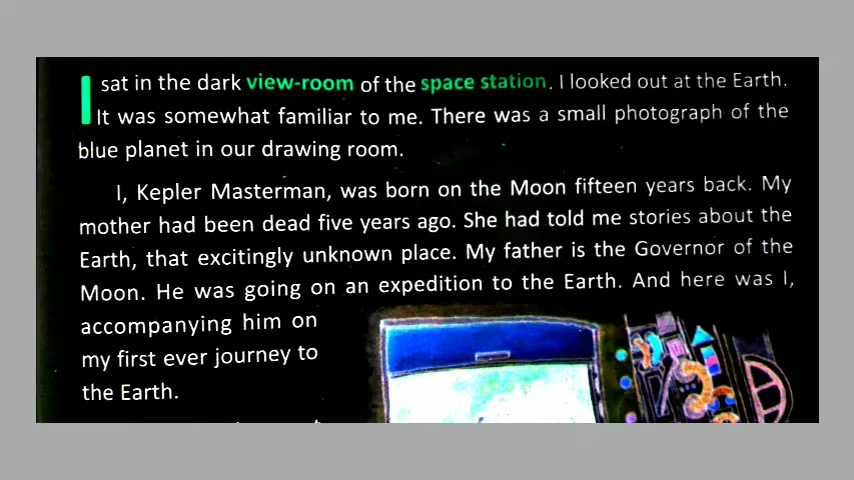 I sat in the dark view-room of the space station. I looked out at the Earth.
It was somewhat familiar to me. There was a small photograph of the
blue planet in our drawing room.
I, Kepler Masterman, was born on the Moon fifteen years back. My
mother had been dead five years ago. She had told me stories about the
Earth, that excitingly unknown place. My father is the Governor of the
Moon. He was going on an expedition to the Earth. And here was I,
accompanying him on
my first ever journey to
the Earth.